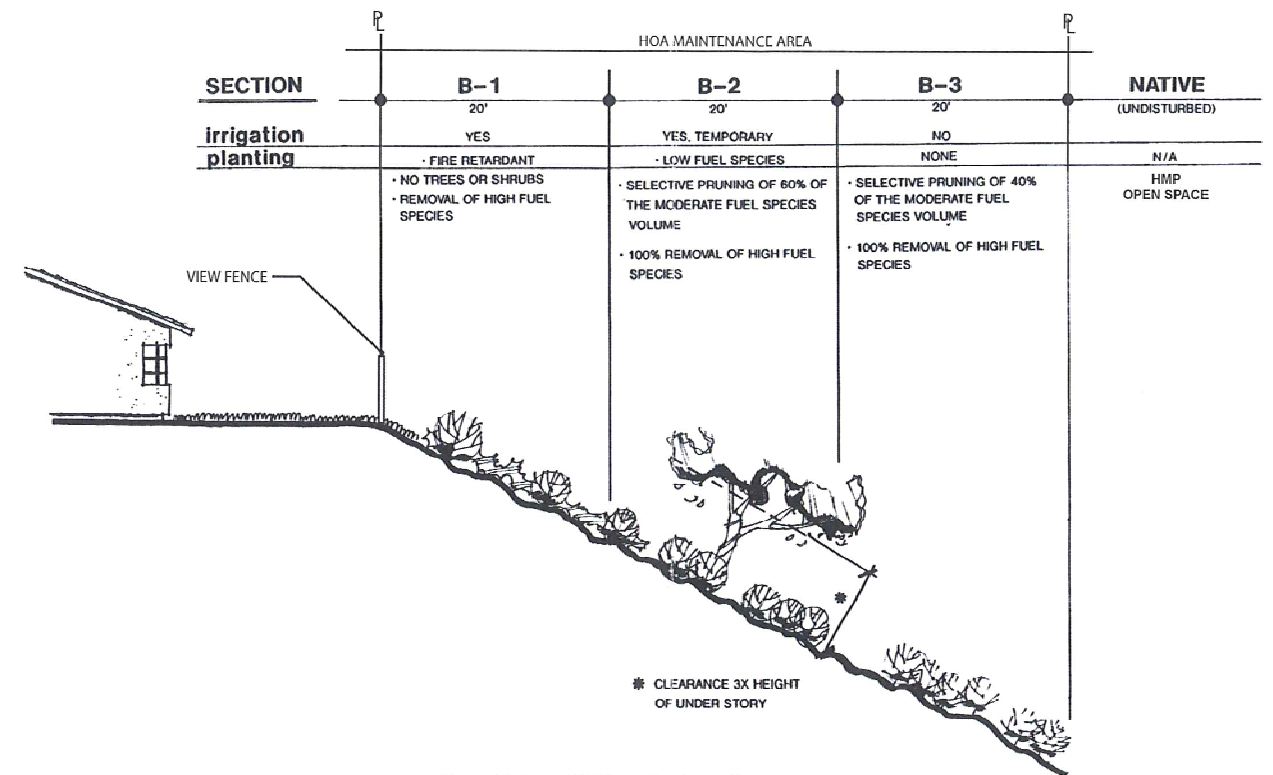 PL PL
HOA MAINTENANCE AREA
SECTION B-1 B-2 B-3 NATIVE
20' 20' 20' (UNDISTURBED)
irrigation YES YES, TEMPORARY NO
planting · FIRE RETARDANT · LOW FUEL SPECIES NONE N/A
· NO TREES OR SHRUBS
· REMOVAL OF HIGH FUEL
SPECIES
· SELECTIVE PRUNING OF 60% OF
THE MODERATE FUEL SPECIES
VOLUME
· 100% REMOVAL OF HIGH FUEL
SPECIES
· SELECTIVE PRUNING OF 40%
OF THE MODERATE FUEL
SPECIES VOLUME
· 100% REMOVAL OF HIGH FUEL
SPECIES
HMP
OPEN SPACE
VIEW FENCE
* CLEARANCE 3X HEIGHT
OF UNDER STORY